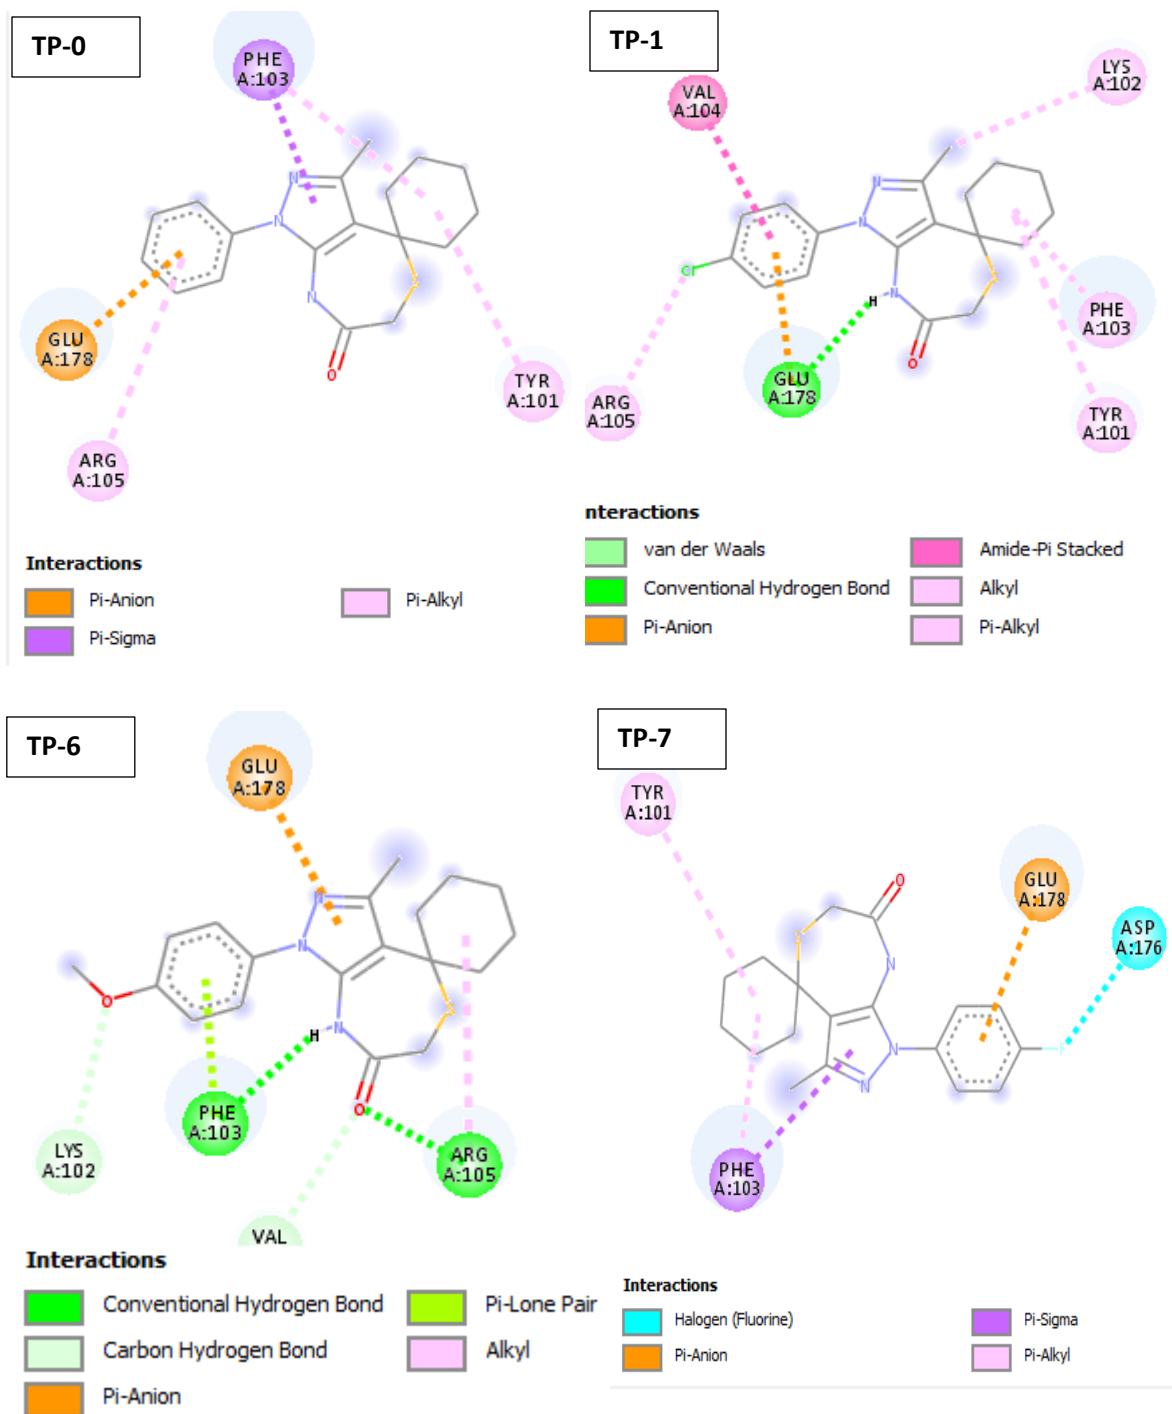 TP-0
PHE
A:103
N
N
N
S
O
GLU
A:178
ARG
A:105
TYR
A:101
Interactions
Pi-Anion
Pi-Alkyl
Pi-Sigma
TP-1
LYS
A:102
VAL
A:104
N
N
Cl
H
N
S
O
PHE
A:103
GLU
A:178
ARG
A:105
TYR
A:101
nteractions
van der Waals
Amide-Pi Stacked
Conventional Hydrogen Bond
Alkyl
Pi-Anion
Pi-Alkyl
TP-6
GLU
A:178
N
N
O
S
H
N
O
PHE
A:103
LYS
A:102
ARG
A:105
VAL
Interactions
Conventional Hydrogen Bond
Pi-Lone Pair
Carbon Hydrogen Bond
Alkyl
Pi-Anion
TP-7
TYR
A:101
O
GLU
A:178
S
ASP
A:176
N
N
F
N
PHE
A:103
Interactions
Halogen (Fluorine)
Pi-Sigma
Pi-Anion
Pi-Alkyl